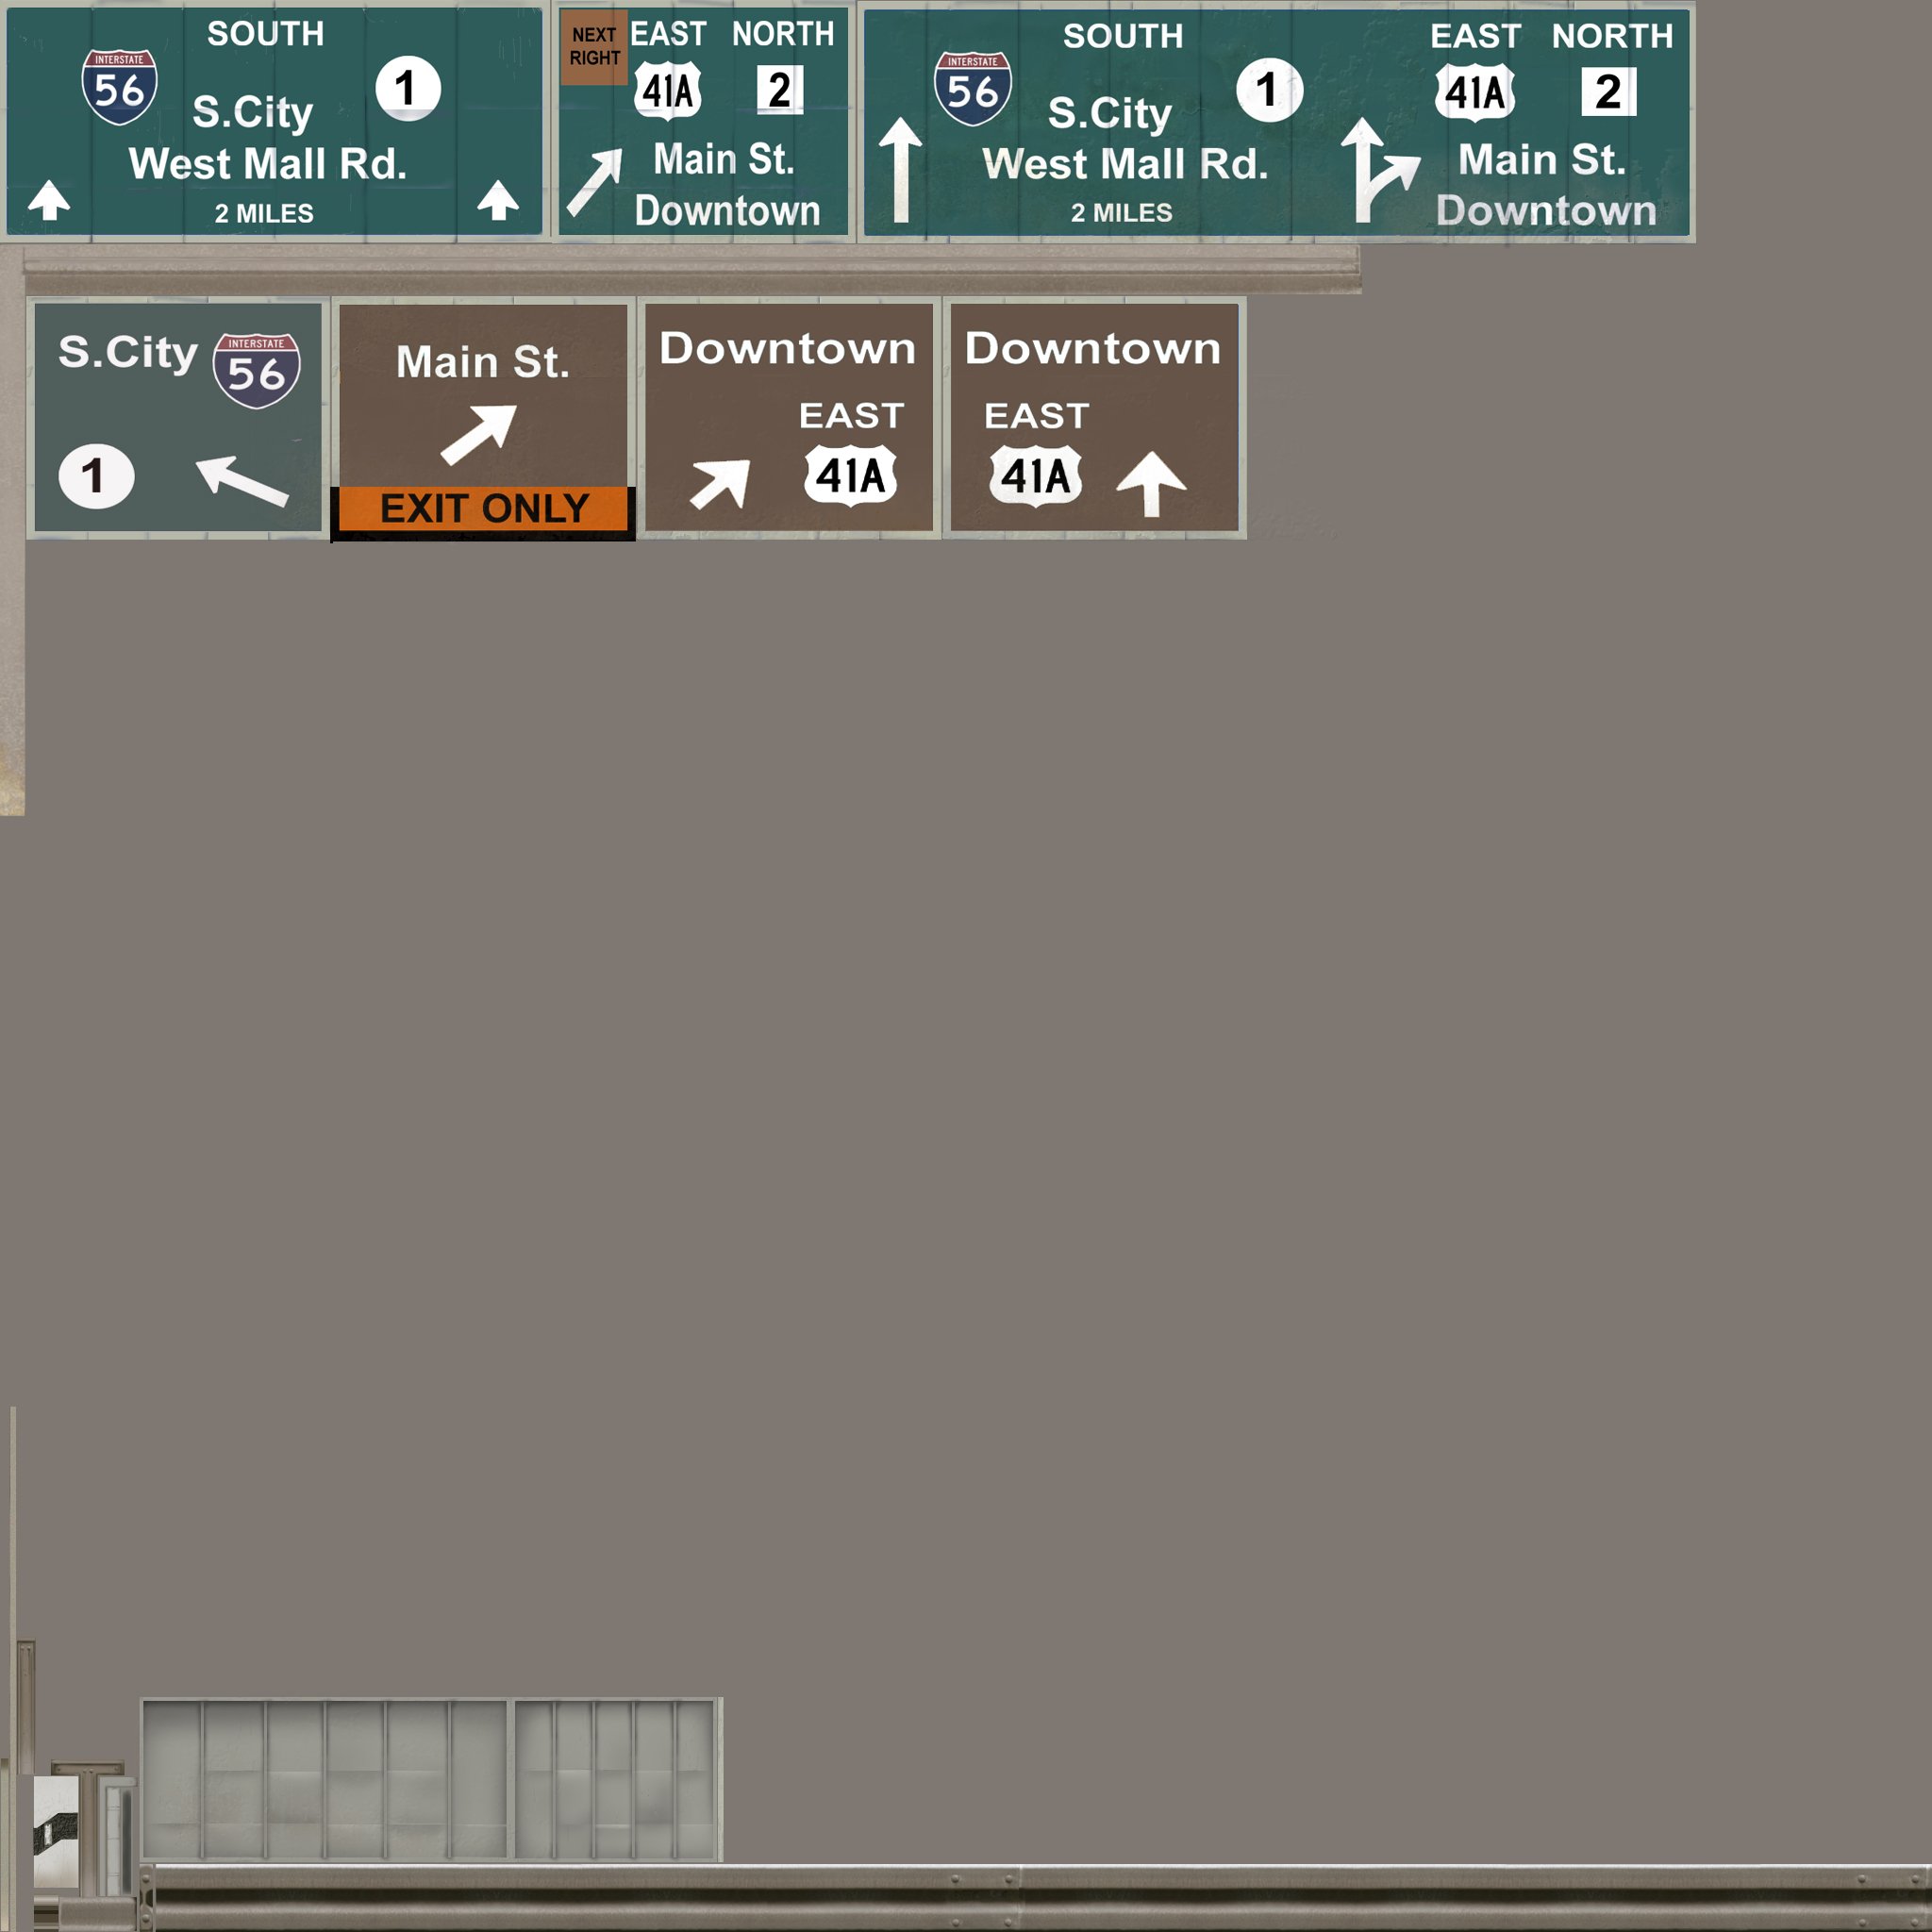 SOUTH
INTERSTATE
56
1
S.City
West Mall Rd.
2 MILES
NEXT
RIGHT
EAST NORTH
41A 2
Main St.
Downtown
SOUTH
INTERSTATE
56
1
S.City
West Mall Rd.
2 MILES
EAST NORTH
41A 2
Main St.
Downtown
S.City
INTERSTATE
56
1
Main St.
EXIT ONLY
Downtown
EAST
41A
Downtown
EAST
41A